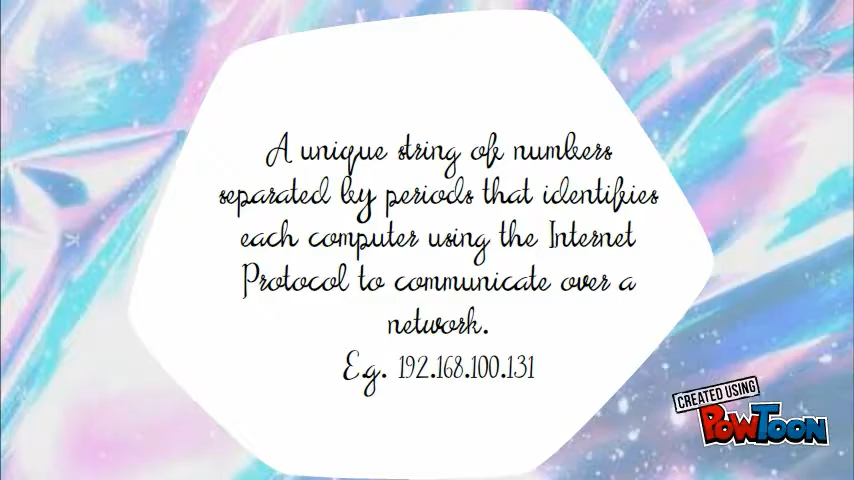 A unique string of numbers
separated by periods that identifies
each computer using the Internet
Protocol to communicate over a
network.
E.g. 192.168.100.131
CREATED USING
POWTOON